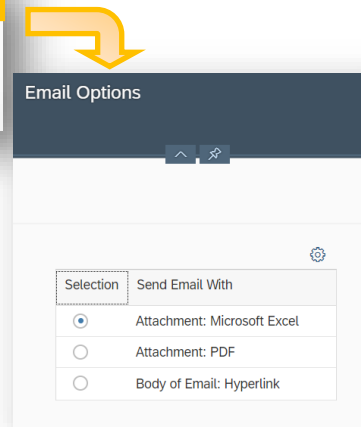 Email Options
Selection Send Email With
Attachment: Microsoft Excel
Attachment: PDF
Body of Email: Hyperlink